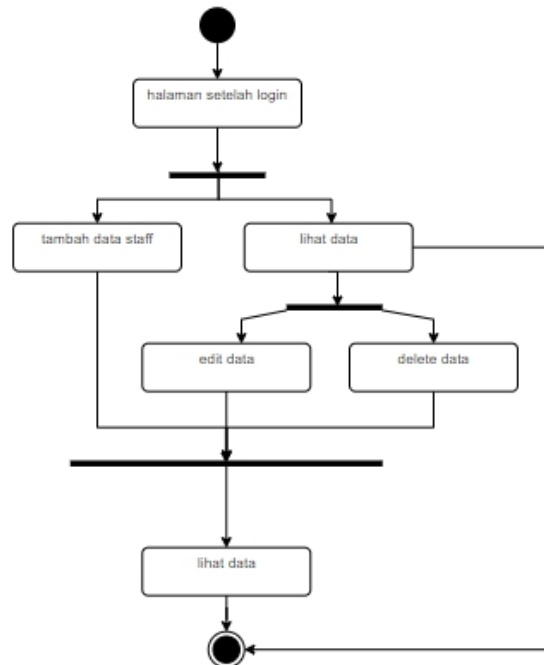 halaman setelah login
tambah data staff
lihat data
edit data
delete data
lihat data